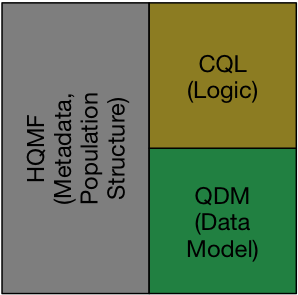 HQMF
(Metadata,
Population
Structure)
CQL
(Logic)
QDM
(Data
Model)